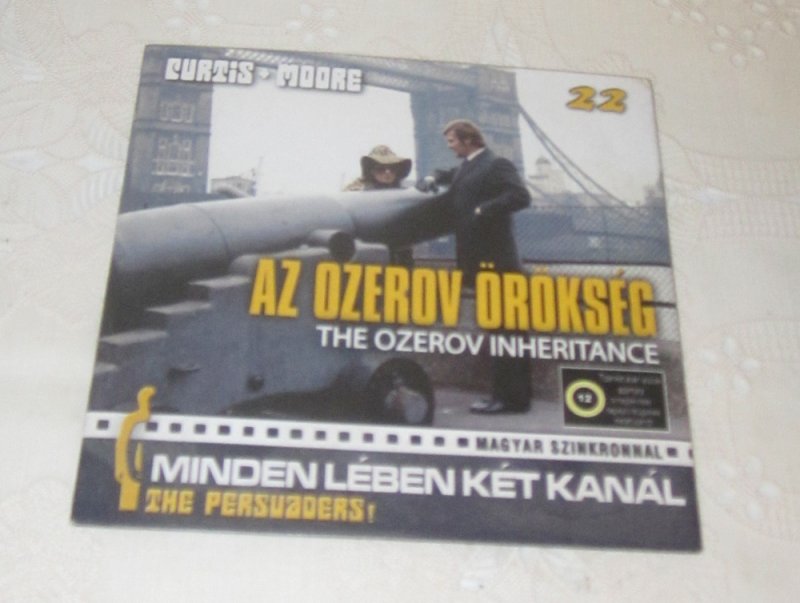 CURTIS + MOORE
22
AZ OZEROV ÖRÖKSÉG
THE OZEROV INHERITANCE
12
MAGYAR SZINKRONNAL
MINDEN LÉBEN KÉT KANÁL
THE PERSUADERS!